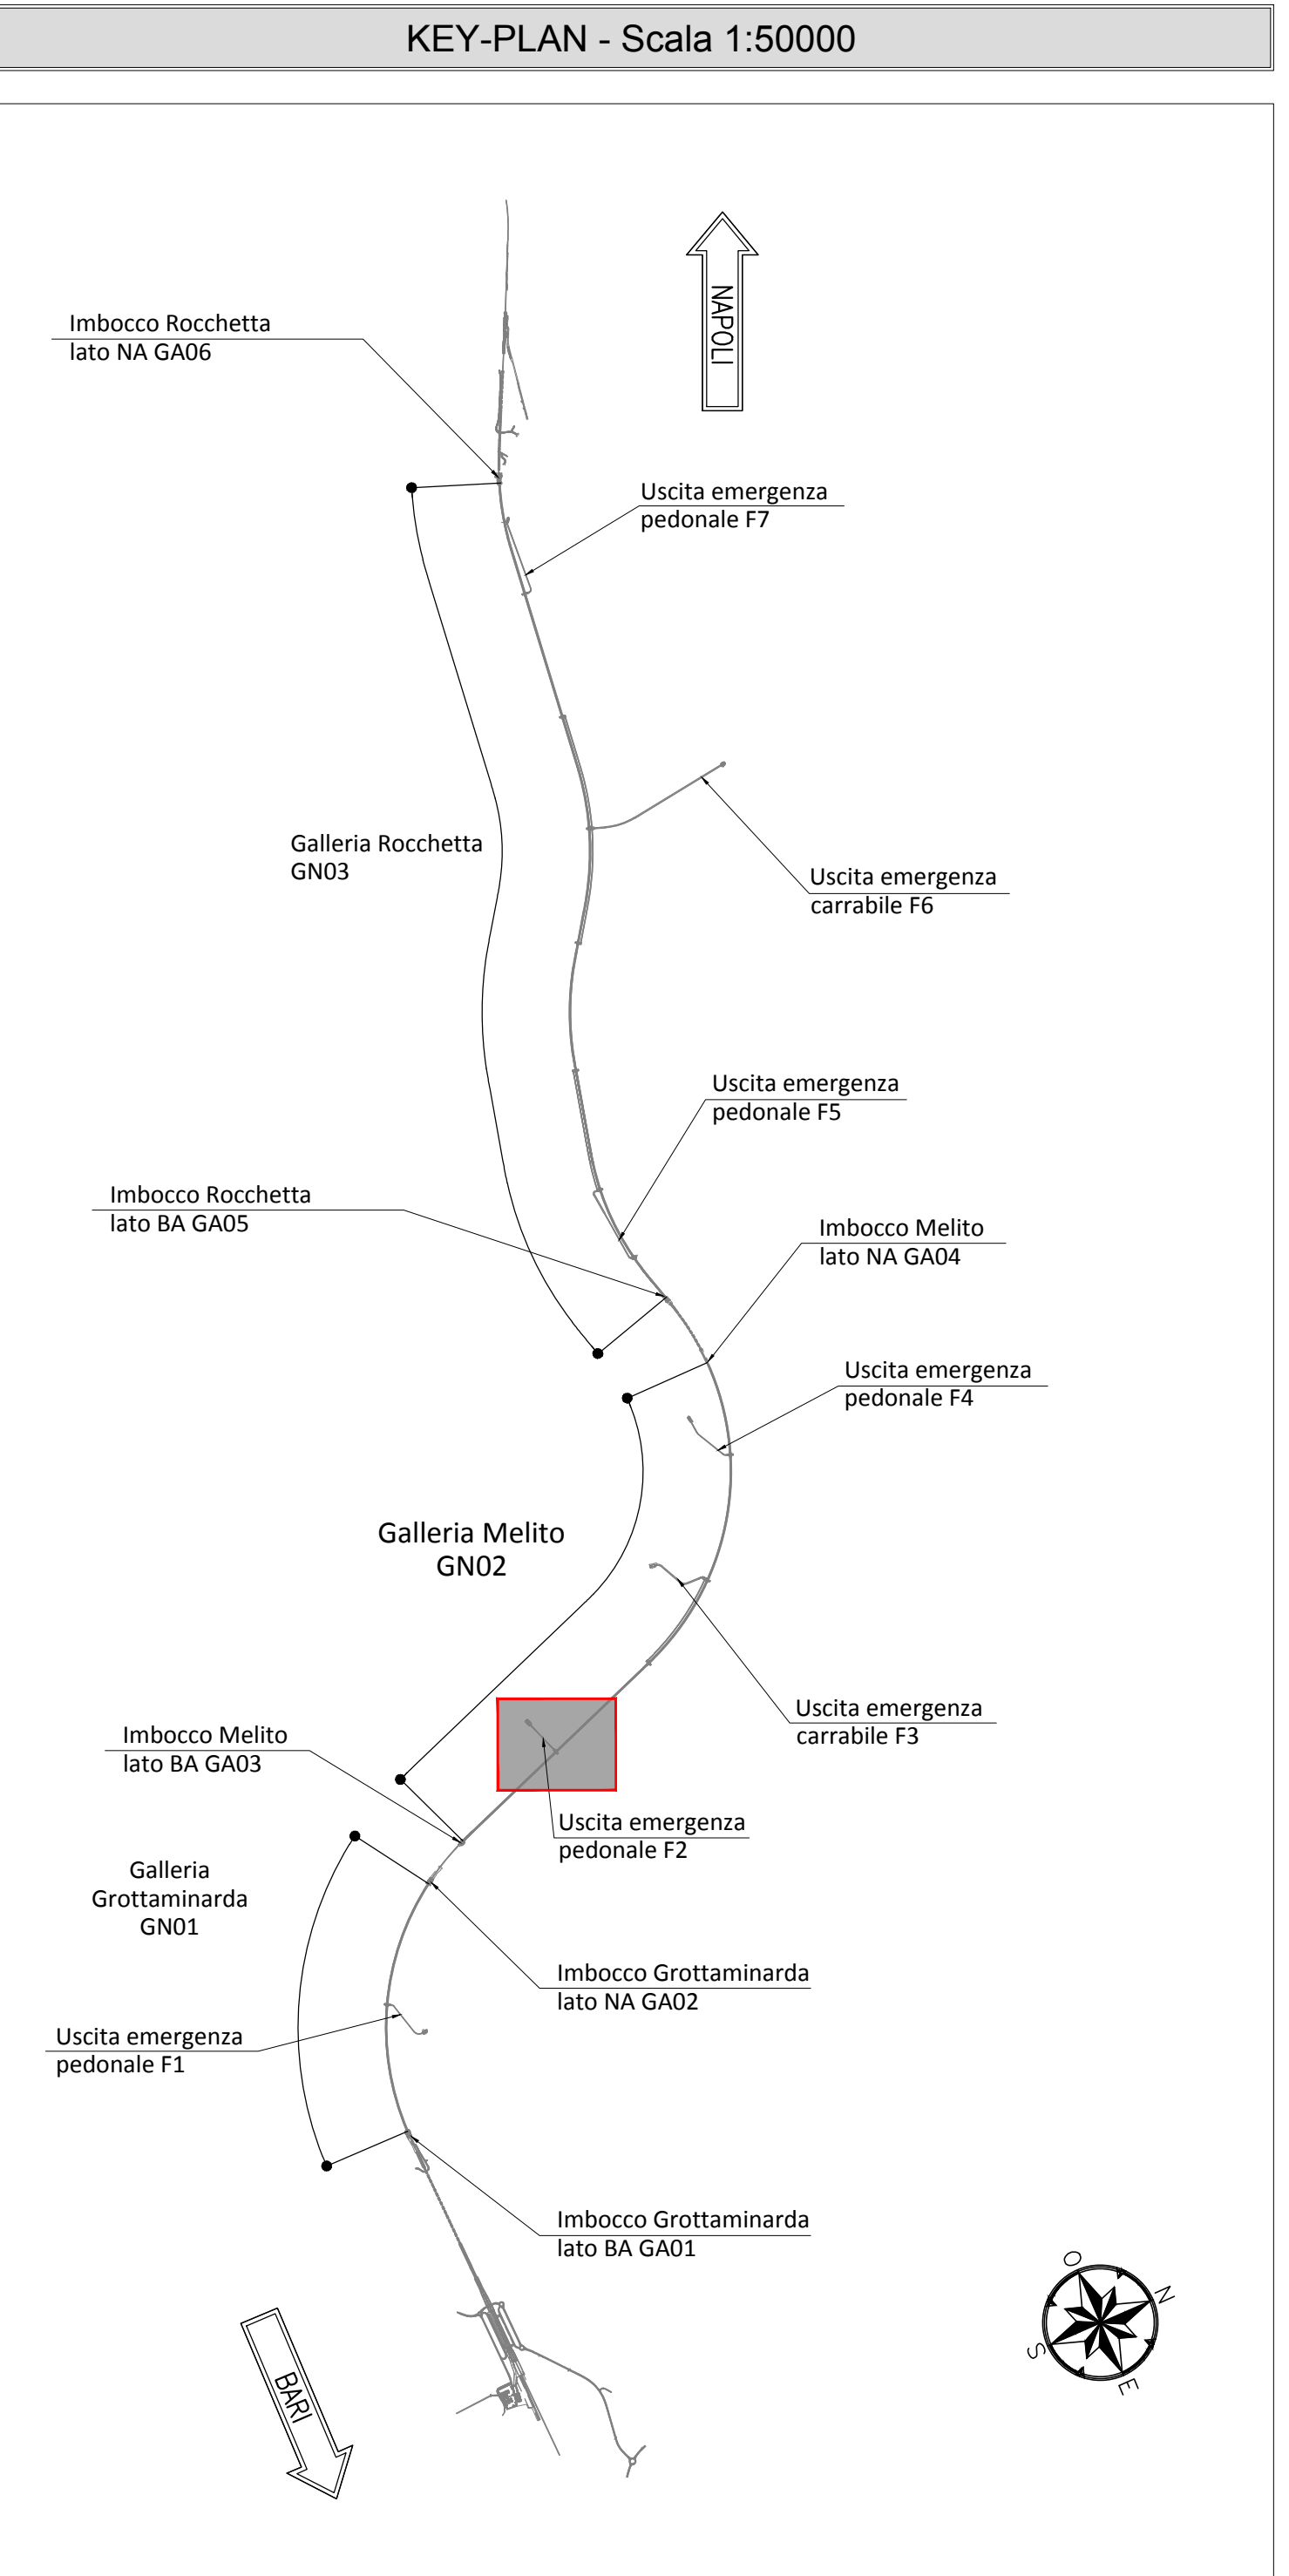 KEY-PLAN - Scala 1:50000
NAPOLI
Imbocco Rocchetta
lato NA GA06
Uscita emergenza
pedonale F7
Galleria Rocchetta
GN03
Uscita emergenza
carrabile F6
Uscita emergenza
pedonale F5
Imbocco Rocchetta
lato BA GA05
Imbocco Melito
lato NA GA04
Uscita emergenza
pedonale F4
Galleria Melito
GN02
Uscita emergenza
carrabile F3
Imbocco Melito
lato BA GA03
Uscita emergenza
pedonale F2
Galleria
Grottaminarda
GN01
Imbocco Grottaminarda
lato NA GA02
Uscita emergenza
pedonale F1
Imbocco Grottaminarda
lato BA GA01
BARI
O
N
S
E